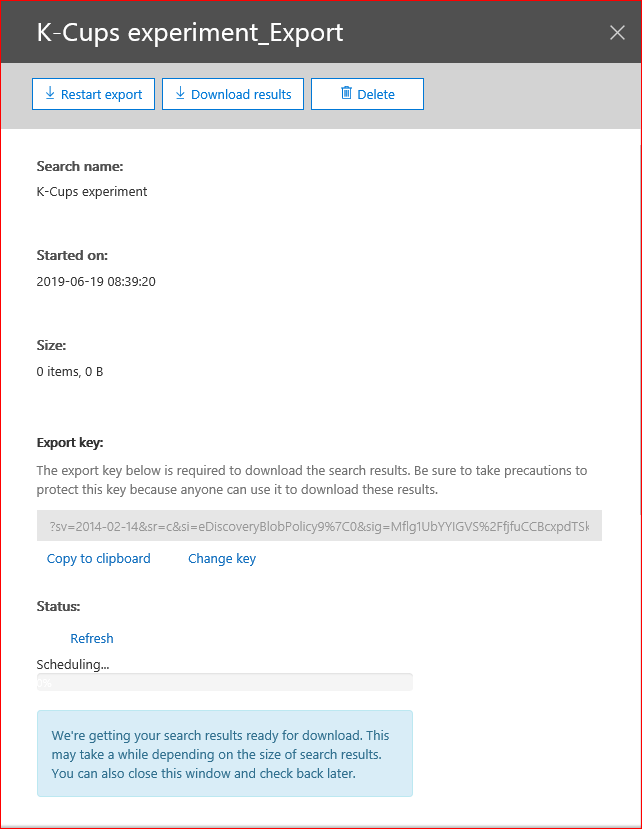 K-Cups experiment_Export
Restart export
Download results
Delete
Search name:
K-Cups experiment
Started on:
2019-06-19 08:39:20
Size:
0 items, 0 B
Export key:
The export key below is required to download the search results. Be sure to take precautions to
protect this key because anyone can use it to download these results.
?sv=2014-02-14&sr=c&si=eDiscoveryBlobPolicy9%7C0&sig=Mflg1UbYYIGVS%2FfjfuCCBcxpdTSk
Copy to clipboard Change key
Status:
Refresh
Scheduling...
We're getting your search results ready for download. This
may take a while depending on the size of search results.
You can also close this window and check back later.